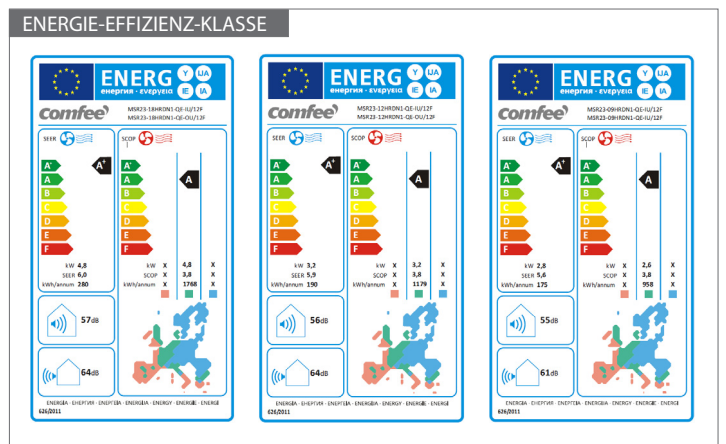 ENERGIE-EFFIZIENZ-KLASSE
ENERG
енергия · ενεργεια
Y IJA
IE IA
comfee'
MSR23-18HRDN1-QE-IU/12F
MSR23-18HRDN1-QE-OU/12F
SEER
SCOP
A+
A
B
C
D
E
F
A+
A+
A
B
C
D
E
F
A
kW 4,8
SEER 6,0
kWh/annum 280
kW X 4,8 X
SCOP X 3,8 X
kWh/annum X 1768 X
57dB
64dB
ENERGIA · ЕНЕРГИЯ · ΕΝΕΡΓΕΙΑ · ENERGIJA · ENERGY · ENERGIE · ENERGI
626/2011
ENERG
енергия · ενεργεια
Y IJA
IE IA
comfee'
MSR23-12HRDN1-QE-IU/12F
MSR23-12HRDN1-QE-OU/12F
SEER
SCOP
A+
A
B
C
D
E
F
A+
A+
A
B
C
D
E
F
A
kW 3,2
SEER 5,9
kWh/annum 190
kW X 3,2 X
SCOP X 3,8 X
kWh/annum X 1179 X
56dB
64dB
ENERGIA · ЕНЕРГИЯ · ΕΝΕΡΓΕΙΑ · ENERGIJA · ENERGY · ENERGIE · ENERGI
626/2011
ENERG
енергия · ενεργεια
Y IJA
IE IA
comfee'
MSR23-09HRDN1-QE-IU/12F
MSR23-09HRDN1-QE-OU/12F
SEER
SCOP
A+
A
B
C
D
E
F
A+
A+
A
B
C
D
E
F
A
kW 2,8
SEER 5,6
kWh/annum 175
kW X 2,6 X
SCOP X 3,8 X
kWh/annum X 958 X
55dB
61dB
ENERGIA · ЕНЕРГИЯ · ΕΝΕΡΓΕΙΑ · ENERGIJA · ENERGY · ENERGIE · ENERGI
626/2011